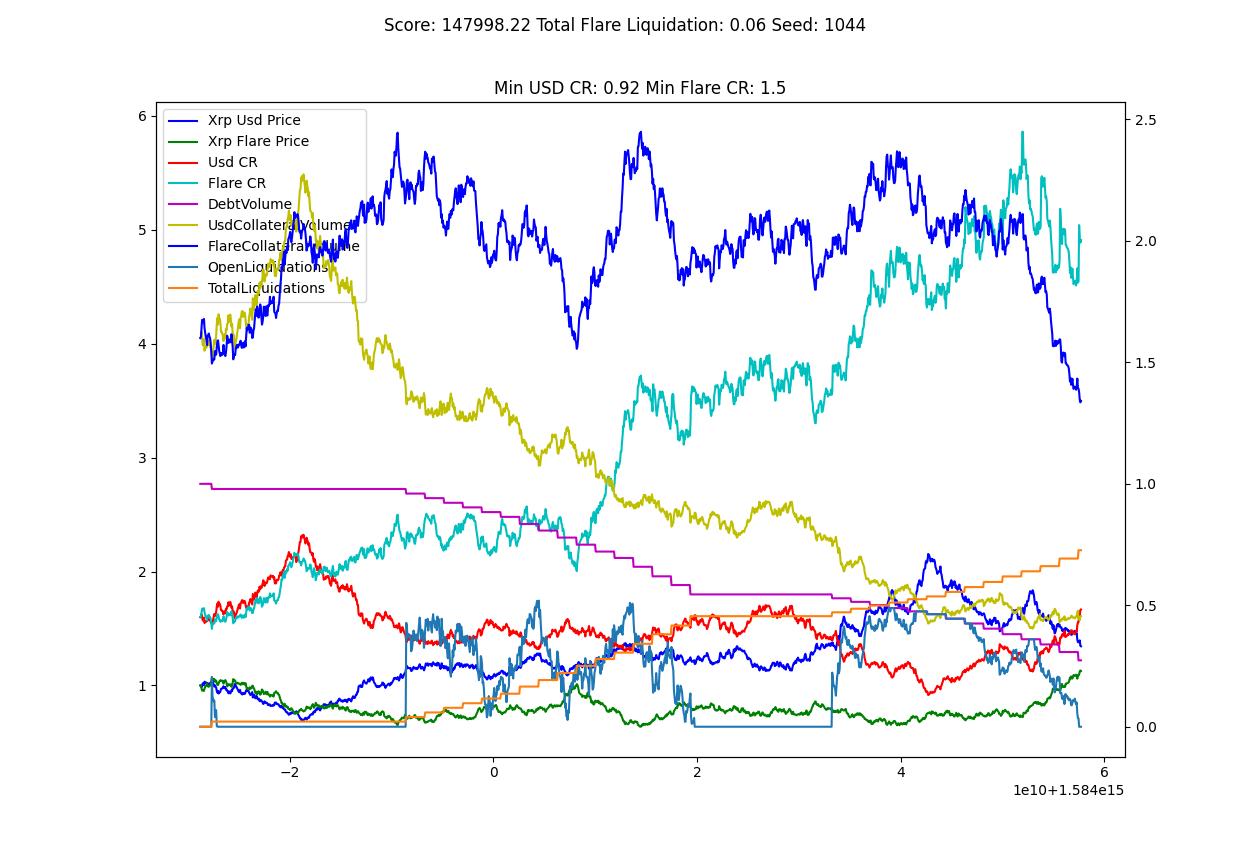 Score: 147998.22 Total Flare Liquidation: 0.06 Seed: 1044
Min USD CR: 0.92 Min Flare CR: 1.5
Xrp Usd Price
Xrp Flare Price
Usd CR
Flare CR
DebtVolume
UsdCollateralVolume
FlareCollataralVolume
OpenLiquidations
TotalLiquidations
6
5
4
3
2
1
2.5
2.0
1.5
1.0
0.5
0.0
−2
0
2
4
6
1e10+1.584e15